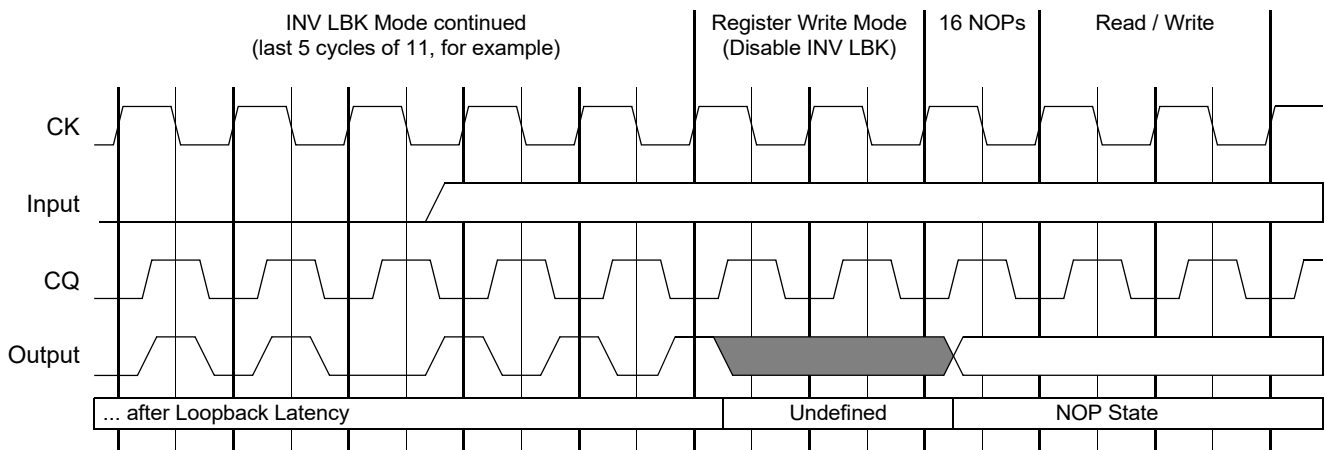 INV LBK Mode continued
(last 5 cycles of 11, for example)
Register Write Mode
(Disable INV LBK)
16 NOPs
Read / Write
CK
Input
CQ
Output
... after Loopback Latency
Undefined
NOP State